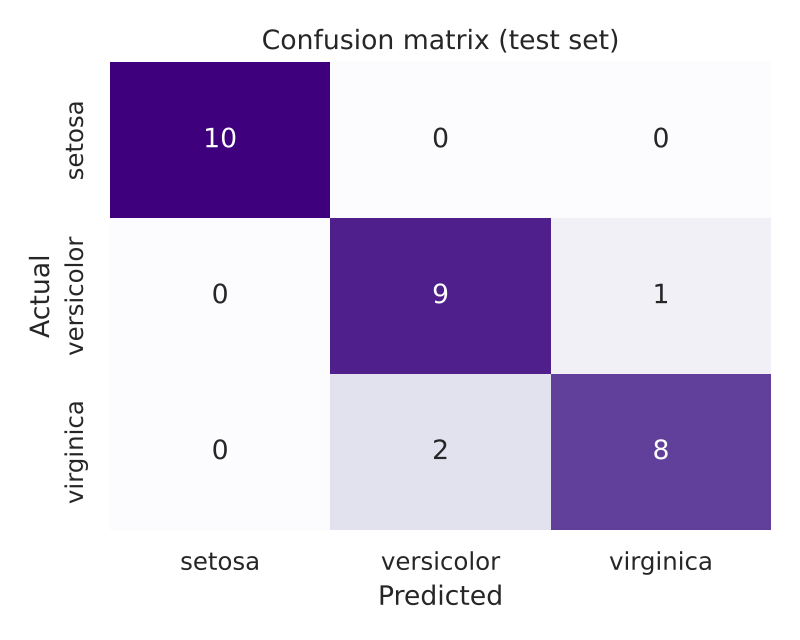 Confusion matrix (test set)
Actual
setosa
10 0 0
versicolor
0 9 1
virginica
0 2 8
setosa versicolor virginica
Predicted